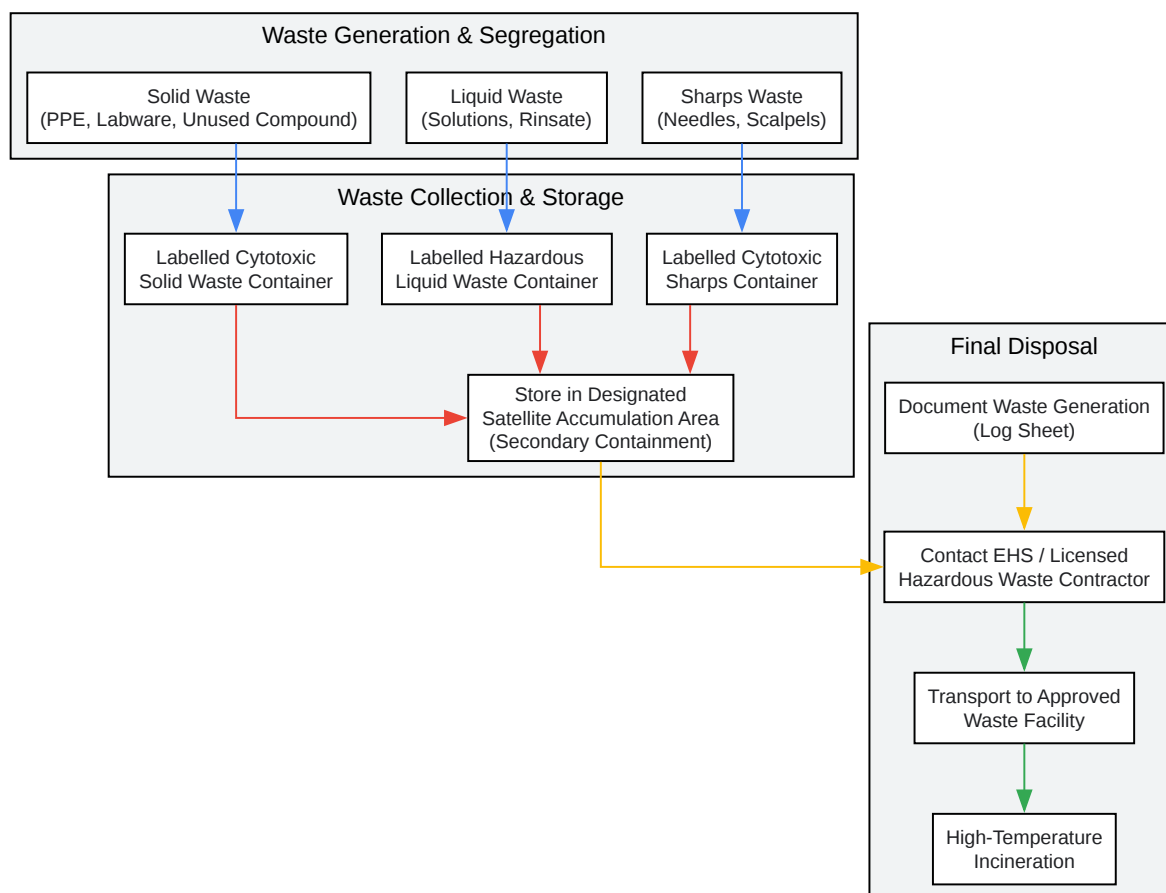 Waste Generation & Segregation
Solid Waste
(PPE, Labware, Unused Compound)
Liquid Waste
(Solutions, Rinsate)
Sharps Waste
(Needles, Scalpels)
Waste Collection & Storage
Labelled Cytotoxic
Solid Waste Container
Labelled Hazardous
Liquid Waste Container
Labelled Cytotoxic
Sharps Container
Store in Designated
Satellite Accumulation Area
(Secondary Containment)
Final Disposal
Document Waste Generation
(Log Sheet)
Contact EHS / Licensed
Hazardous Waste Contractor
Transport to Approved
Waste Facility
High-Temperature
Incineration